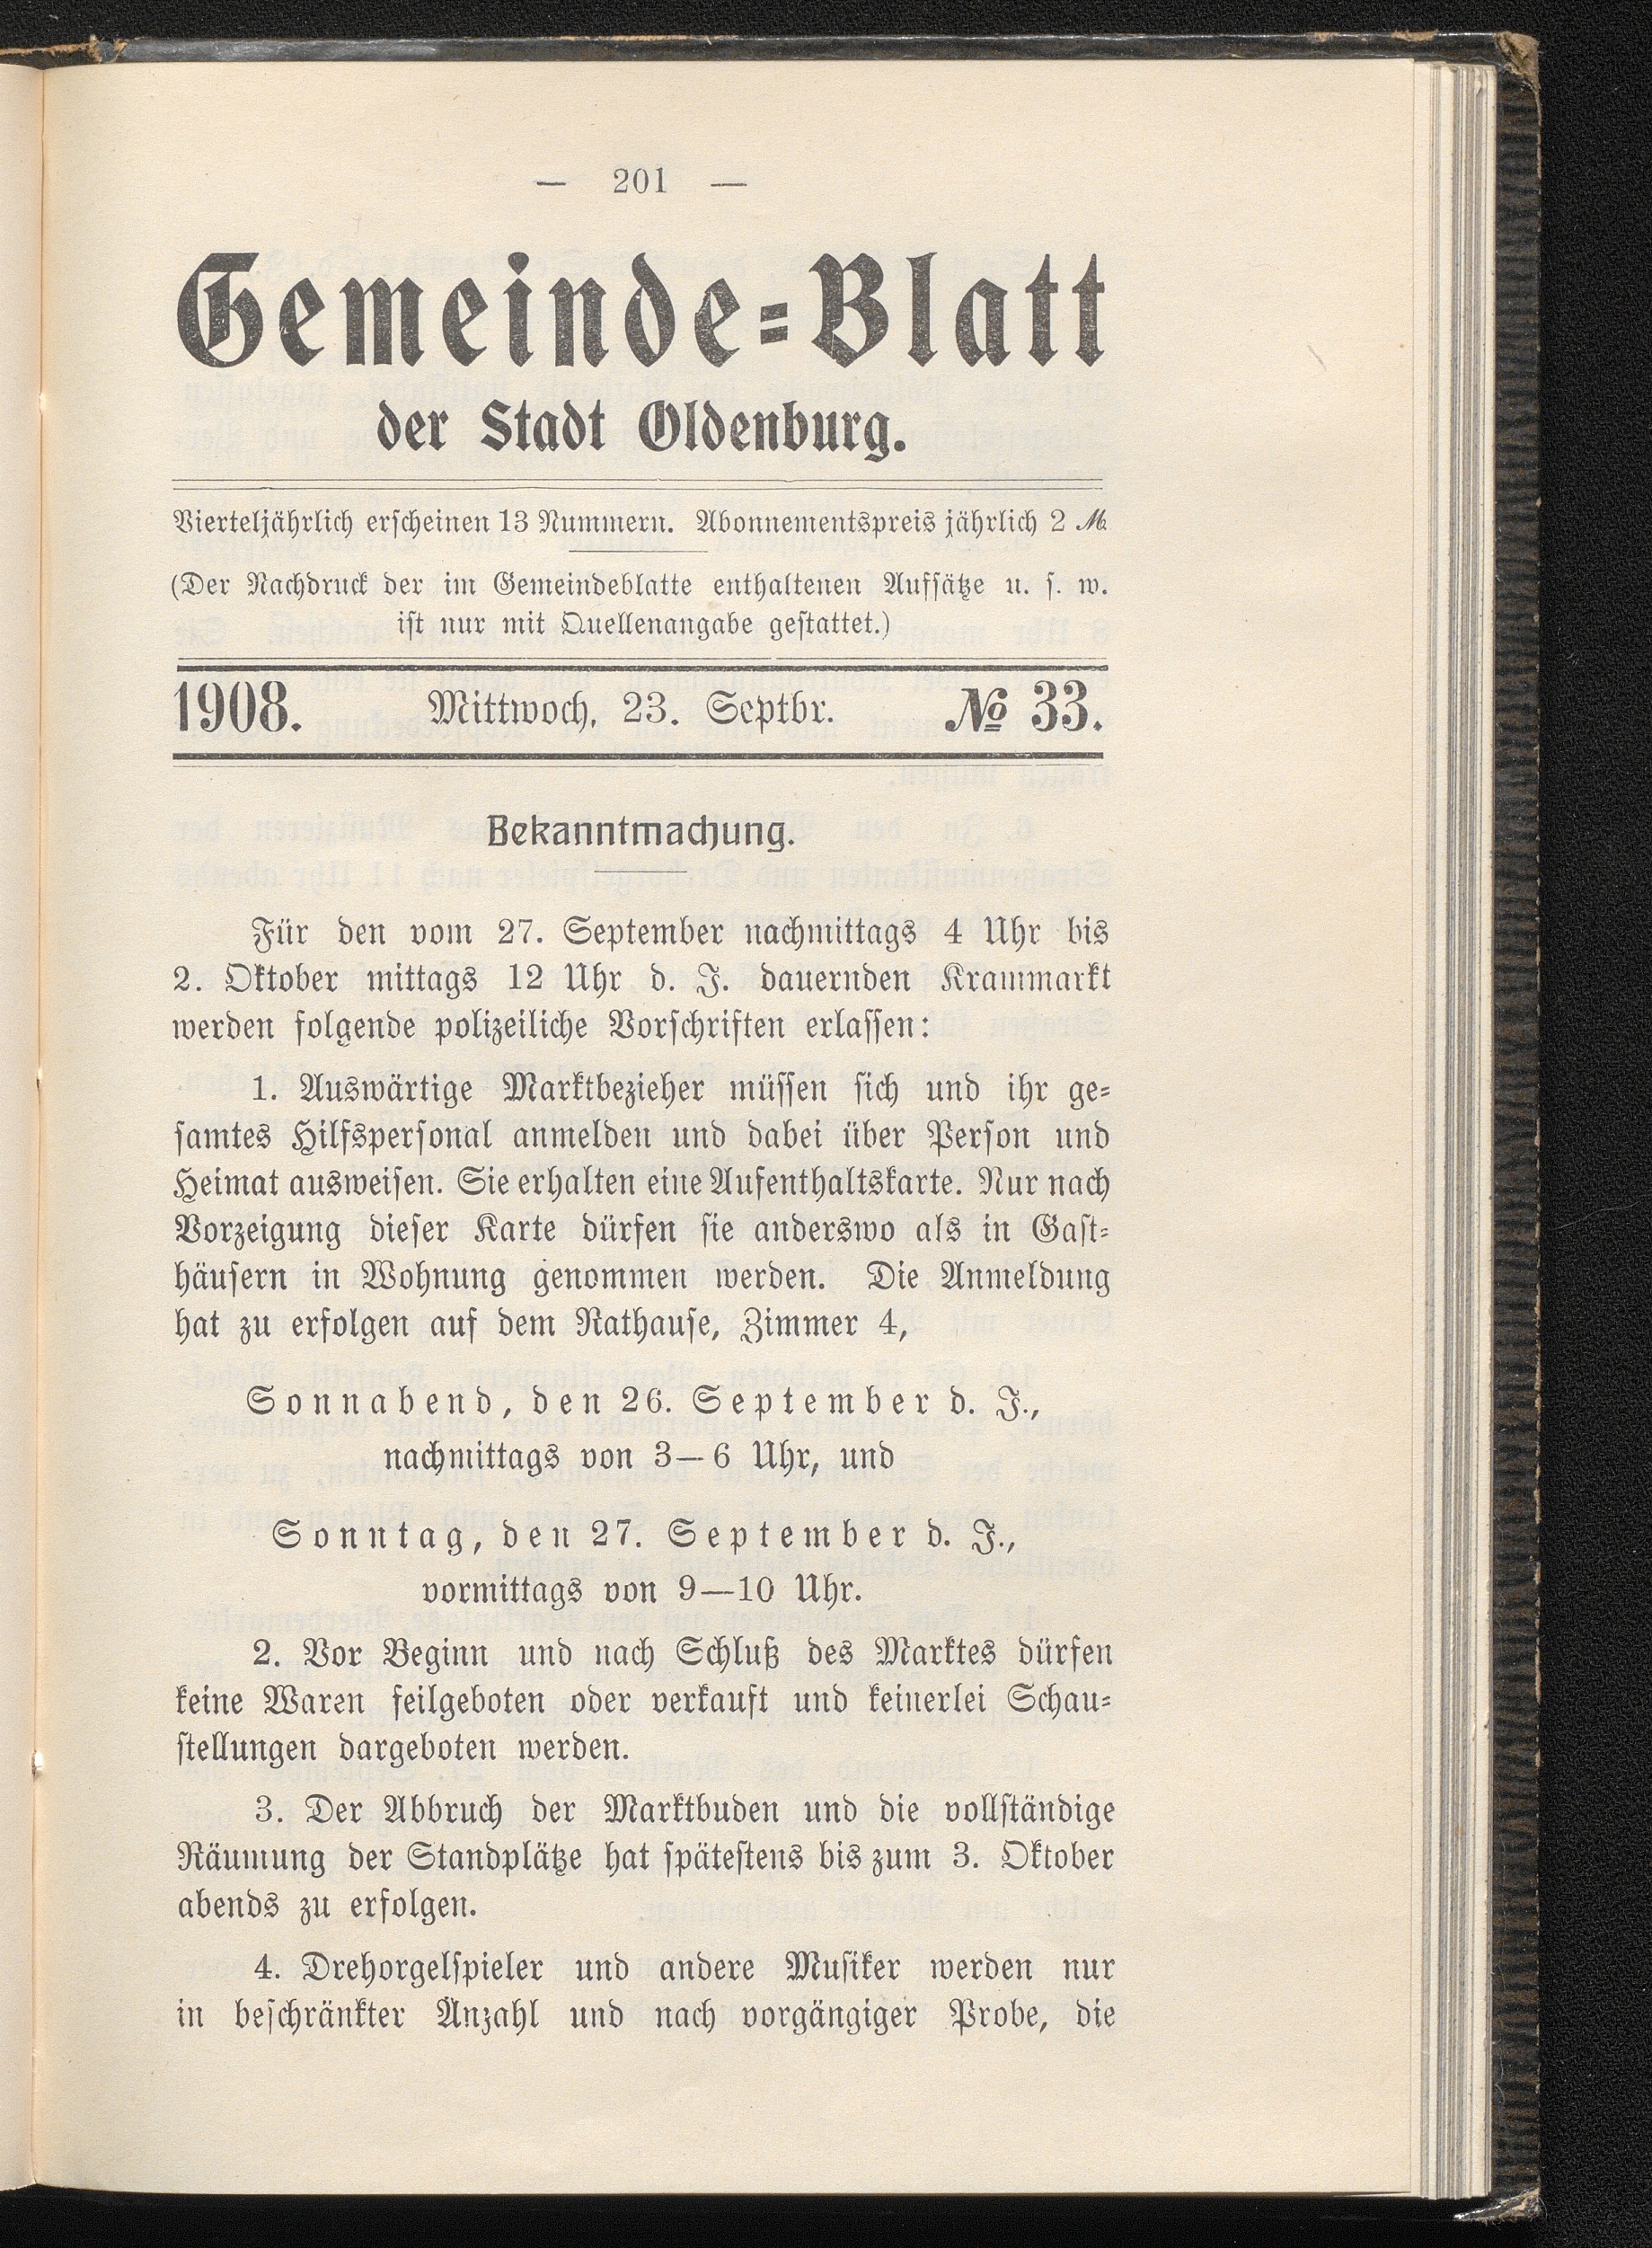 — 201 —
Gemeinde=Blatt
der Stadt Oldenburg.
Vierteljährlich erscheinen 13 Nummern. Abonnementspreis jährlich 2 ℳ
(Der Nachdruck der im Gemeindeblatte enthaltenen Aufsätze u. s. w.
ist nur mit Quellenangabe gestattet.)
1908. Mittwoch, 23. Septbr. № 33.
Bekanntmachung.
Für den vom 27. September nachmittags 4 Uhr bis
2. Oktober mittags 12 Uhr d. J. dauernden Krammarkt
werden folgende polizeiliche Vorschriften erlassen:
1. Auswärtige Marktbezieher müssen sich und ihr ge=
samtes Hilfspersonal anmelden und dabei über Person und
Heimat ausweisen. Sie erhalten eine Aufenthaltskarte. Nur nach
Vorzeigung dieser Karte dürfen sie anderswo als in Gast=
häusern in Wohnung genommen werden. Die Anmeldung
hat zu erfolgen auf dem Rathause, Zimmer 4,
Sonnabend, den 26. September d. J.,
nachmittags von 3—6 Uhr, und
Sonntag, den 27. September d. J.,
vormittags von 9—10 Uhr.
2. Vor Beginn und nach Schluß des Marktes dürfen
keine Waren feilgeboten oder verkauft und keinerlei Schau=
stellungen dargeboten werden.
3. Der Abbruch der Marktbuden und die vollständige
Räumung der Standplätze hat spätestens bis zum 3. Oktober
abends zu erfolgen.
4. Drehorgelspieler und andere Musiker werden nur
in beschränkter Anzahl und nach vorgängiger Probe, die